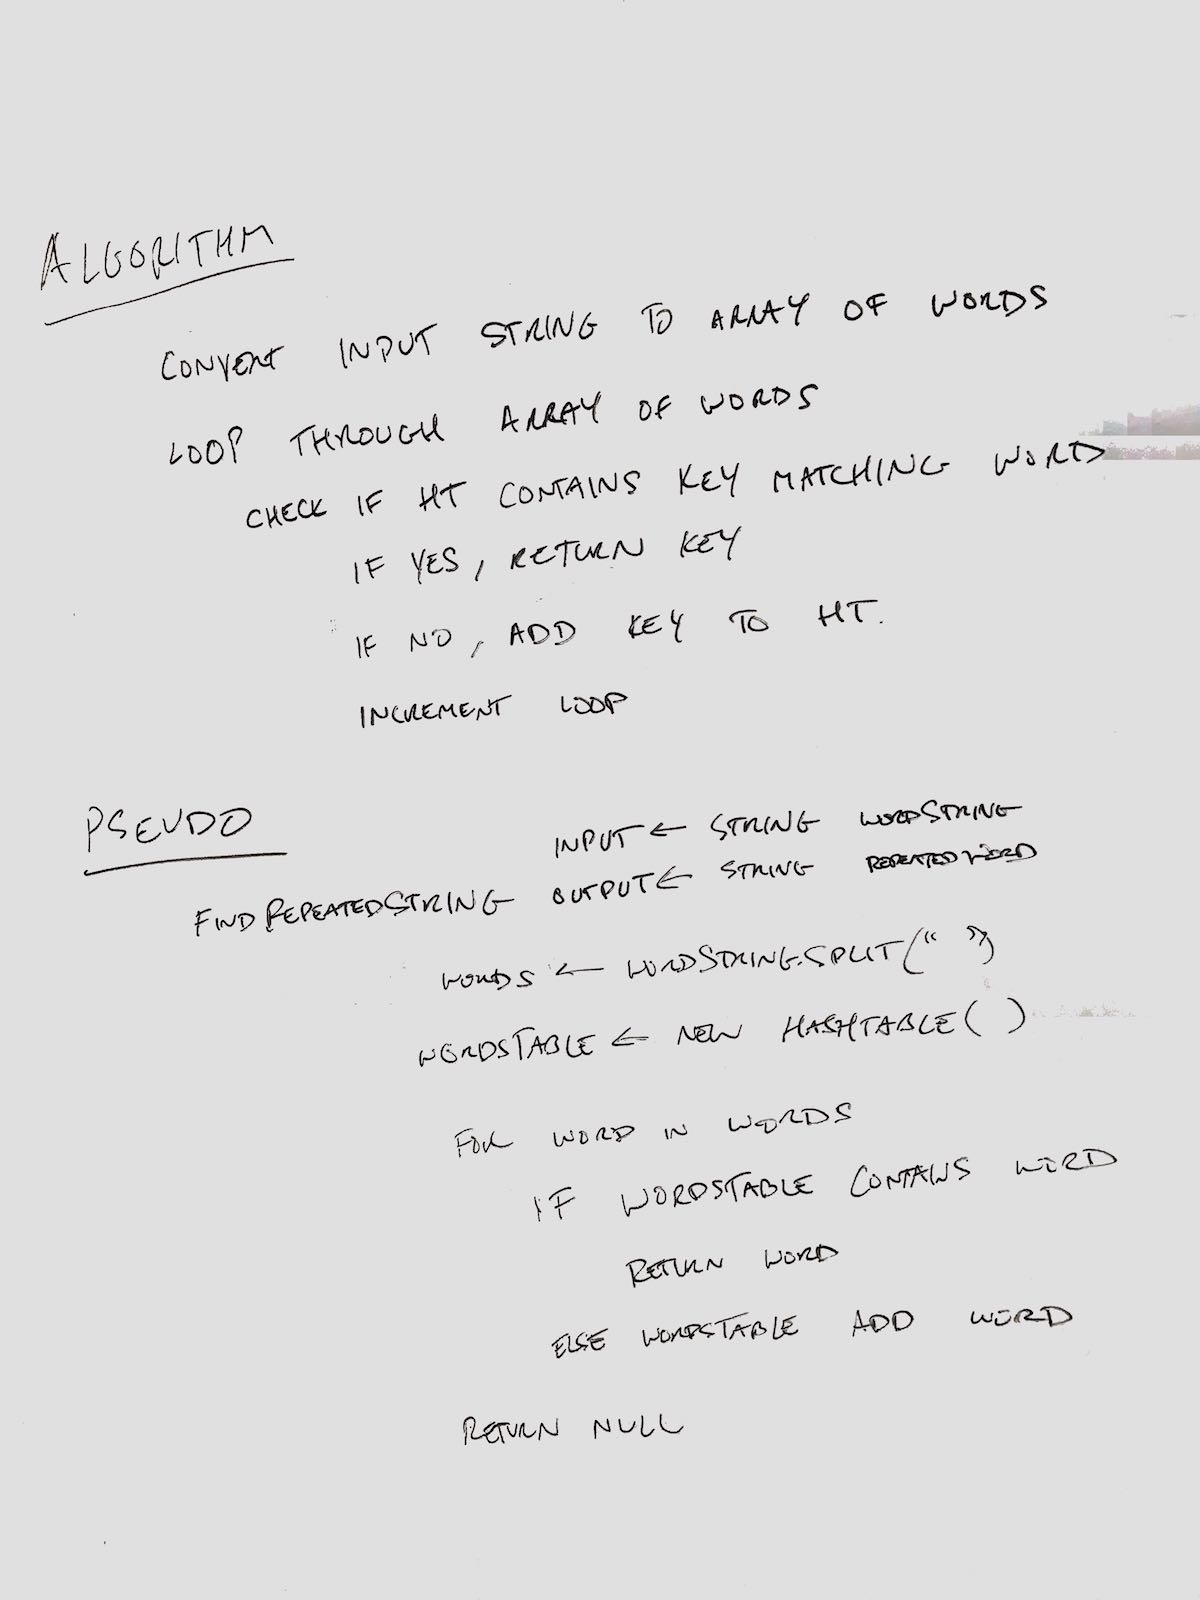 ALGORITHM
CONVERT INPUT STRING TO ARRAY OF WORDS
LOOP THROUGH ARRAY OF WORDS
CHECK IF HT CONTAINS KEY MATCHING WORD
IF YES, RETURN KEY
IF NO, ADD KEY TO HT.
INCREMENT LOOP
PSEUDO
INPUT ← STRING WORDSTRING
FINDREPEATEDSTRING OUTPUT ← STRING REPEATEDWORD
WORDS ← WORDSTRING.SPLIT(“ ”)
WORDSTABLE ← NEW HASHTABLE( )
FOR WORD IN WORDS
IF WORDSTABLE CONTAINS WORD
RETURN WORD
ELSE WORDSTABLE ADD WORD
RETURN NULL